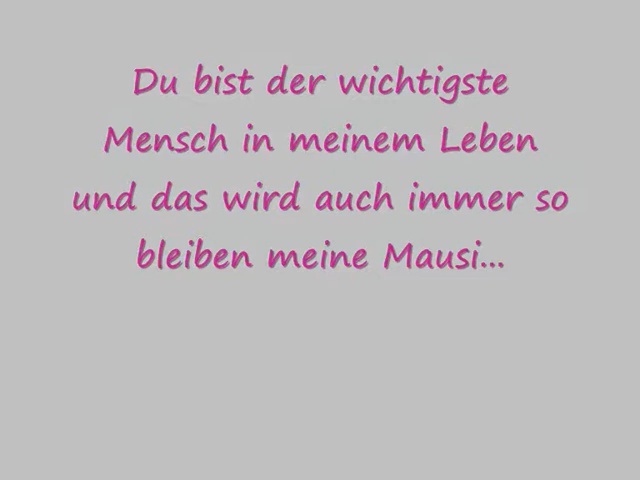 Du bist der wichtigste
Mensch in meinem Leben
und das wird auch immer so
bleiben meine Mausi...